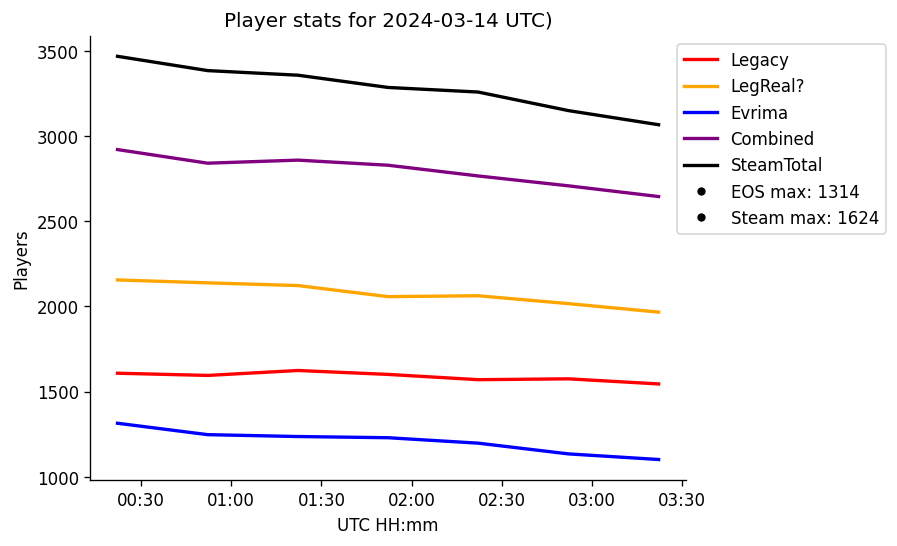 Player stats for 2024-03-14 UTC)
3500
3000
2500
2000
1500
1000
Players
00:30 01:00 01:30 02:00 02:30 03:00 03:30
UTC HH:mm
Legacy
LegReal?
Evrima
Combined
SteamTotal
EOS max: 1314
Steam max: 1624